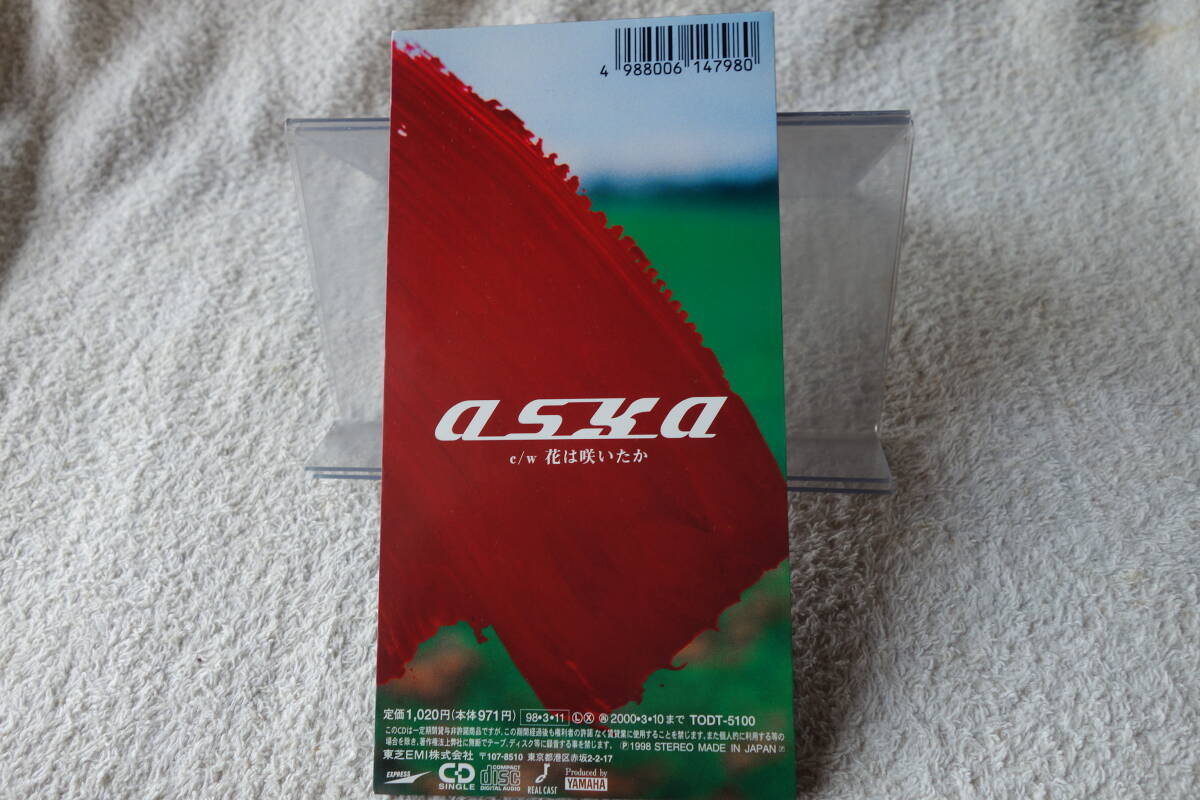 4 988006 147980
aska
c/w 花は咲いたか
定価1,020円(本体971円) 98・3・11 Ⓛ Ⓧ 2000・3・10まで TODT-5100
このCDは一定期間貸与非許諾商品ですが、この期間経過後も権利者の許諾なく賃貸業に使用することを禁じます。また個人的に利用する等の
場合を除き、著作権法上弊社に無断でテープ、ディスク等に録音する事を禁じます。 Ⓟ1998 STEREO MADE IN JAPAN
東芝EMI株式会社 〒107-8510 東京都港区赤坂2-2-17
EXPRESS CD SINGLE COMPACT disc DIGITAL AUDIO REAL CAST Produced by YAMAHA